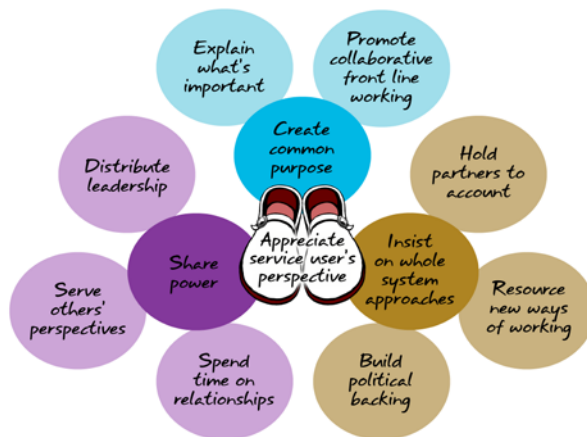 Explain
what's
important
Promote
collaborative
front line
working
Create
common
purpose
Distribute
leadership
Hold
partners to
account
Share
power
Appreciate
service user's
perspective
Insist
on whole
system
approaches
Serve
others'
perspectives
Resource
new ways
of working
Spend
time on
relationships
Build
political
backing